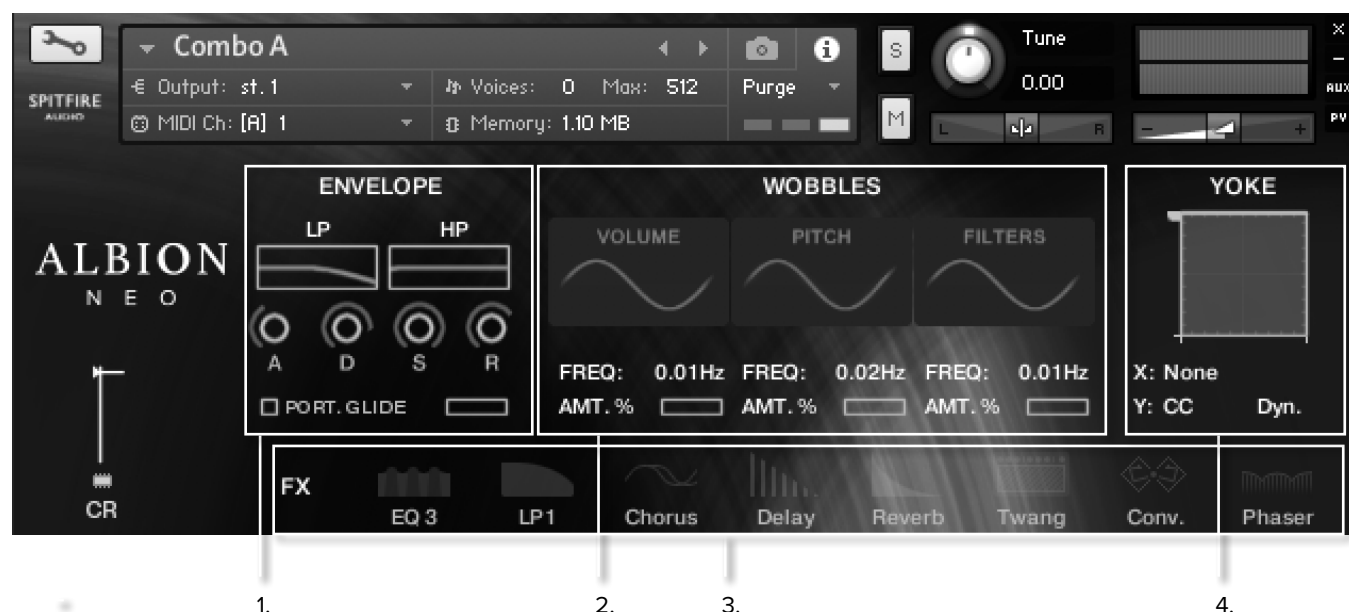 Combo A
Output: st. 1
Voices: 0 Max: 512
Purge
MIDI Ch: [A] 1
Memory: 1.10 MB
S
M
Tune
0.00
L R
- +
×
-
AUX
PV
SPITFIRE
AUDIO
ALBION
NEO
CR
ENVELOPE
LP HP
A D S R
PORT. GLIDE
WOBBLES
VOLUME PITCH FILTERS
FREQ: 0.01Hz FREQ: 0.02Hz FREQ: 0.01Hz
AMT. % AMT. % AMT. %
YOKE
X: None
Y: CC Dyn.
FX
EQ 3 LP1 Chorus Delay Reverb Twang Conv. Phaser
1. 2. 3. 4.